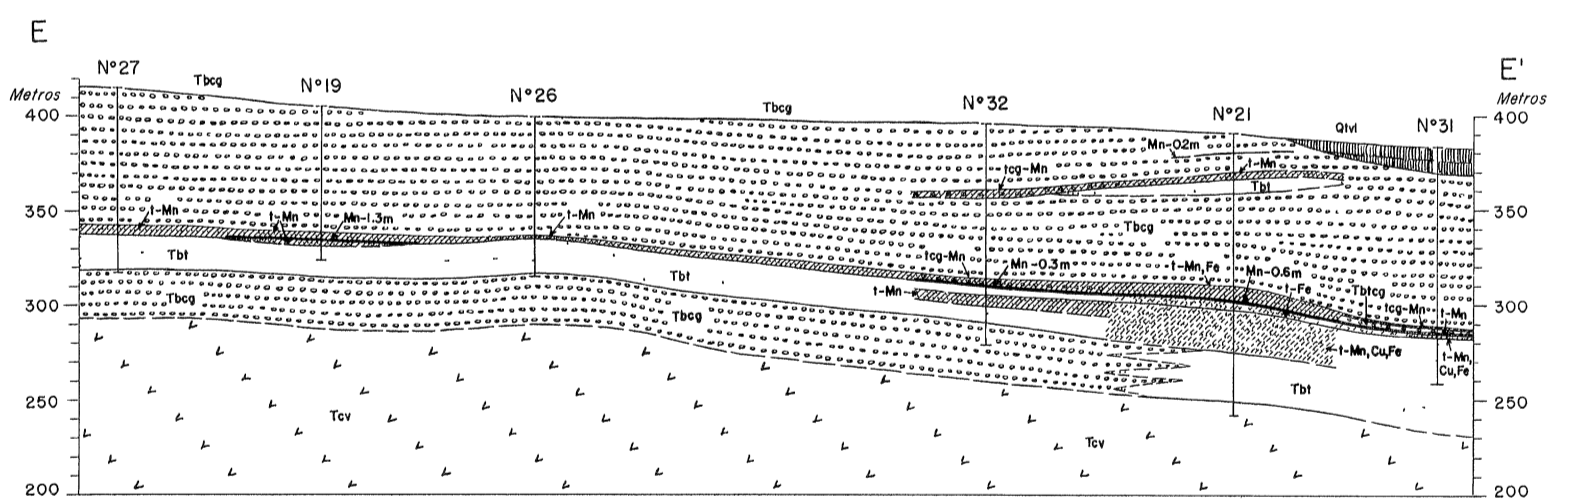 E
E'
N°27
Tbcg
N°19
N°26
Tbcg
N°32
N°21
Qtvl
N°31
Metros
Metros
400
400
Mn-0.2m
tcg-Mn
t-Mn
Tbt
350
350
t-Mn
t-Mn
Mn-1.3m
t-Mn
Tbcg
Tbt
tcg-Mn
Mn-0.3m
t-Mn,Fe
Mn-0.6m
Tbt
t-Mn
t-Fe
Tbtcg
300
300
Tbcg
Tbcg
tcg-Mn
t-Mn
t-Mn,Cu,Fe
t-Mn,
Cu,Fe
Tbt
250
250
Tcv
Tcv
200
200